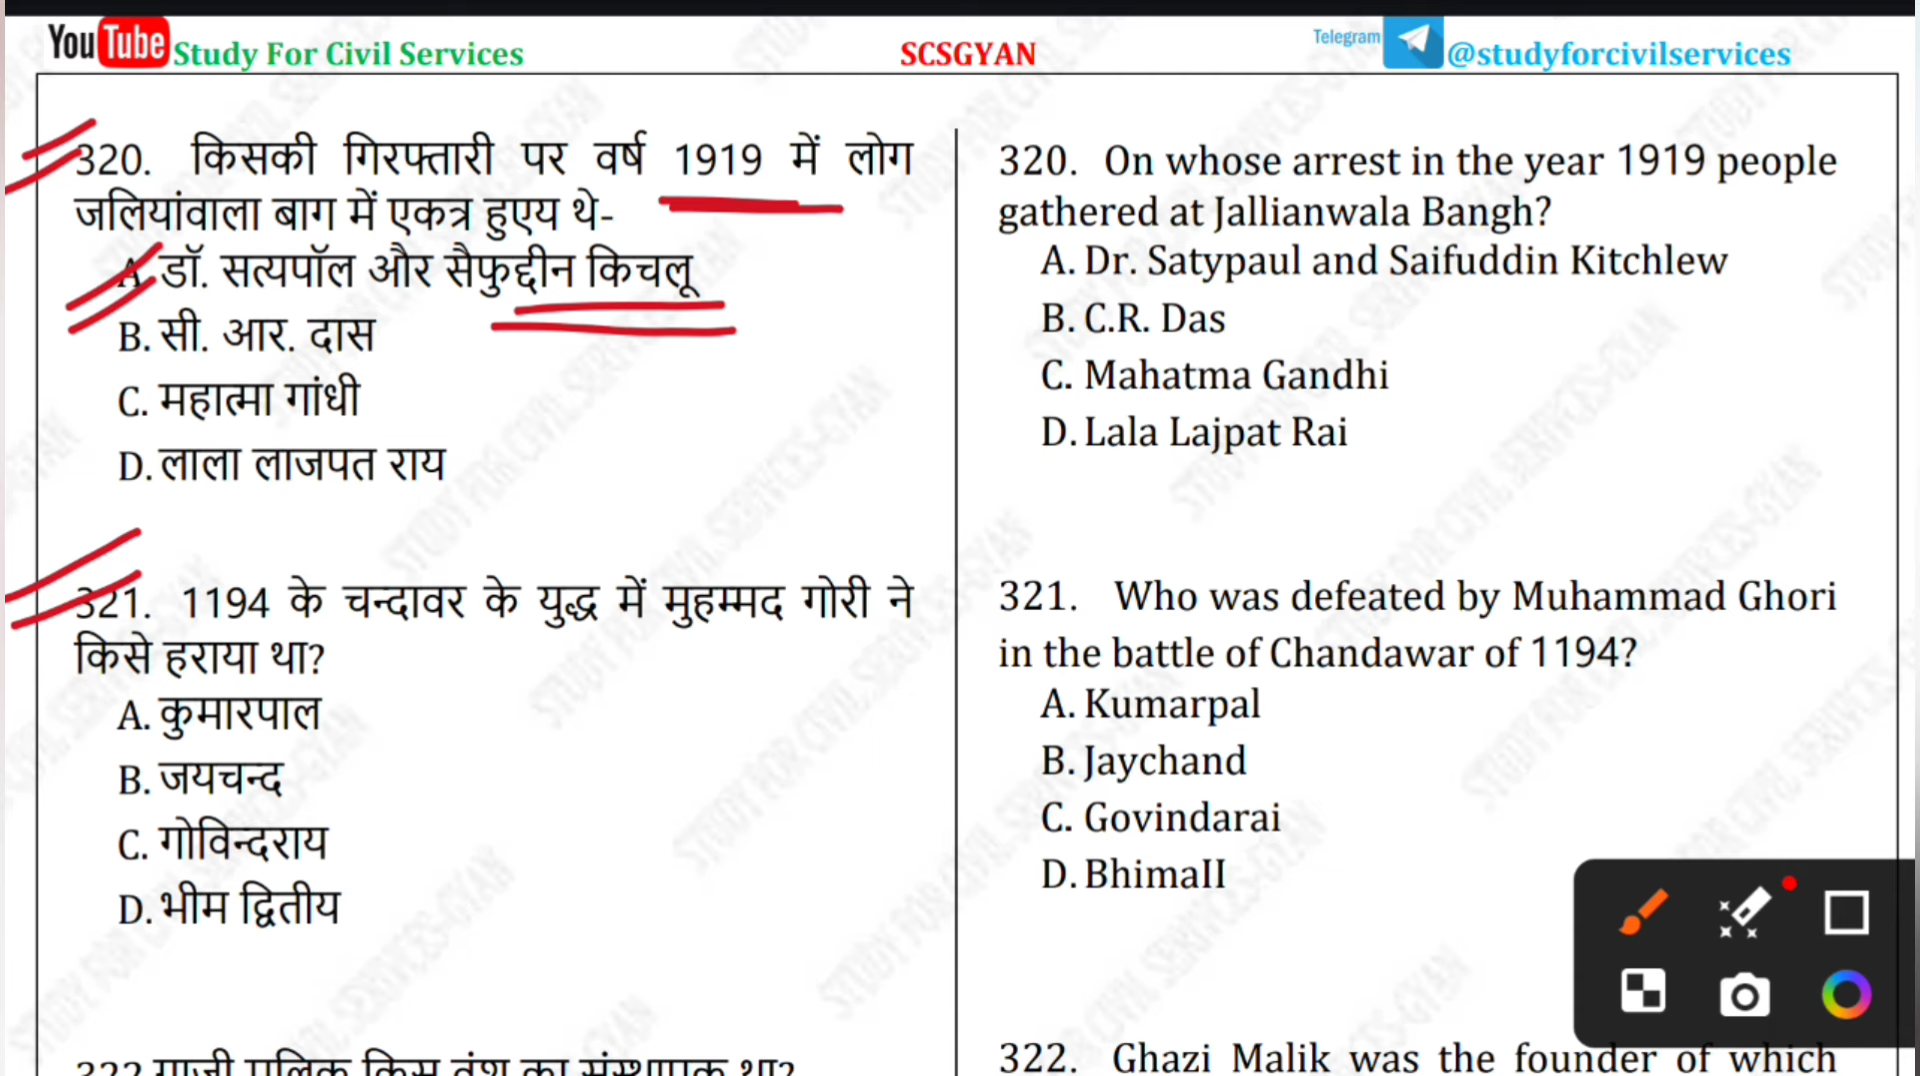 YouTube Study For Civil Services
SCSGYAN
Telegram @studyforcivilservices
320. किसकी गिरफ्तारी पर वर्ष 1919 में लोग
जलियांवाला बाग में एकत्र हुएय थे-
A. डॉ. सत्यपॉल और सैफुद्दीन किचलू
B. सी. आर. दास
C. महात्मा गांधी
D. लाला लाजपत राय
321. 1194 के चन्दावर के युद्ध में मुहम्मद गोरी ने
किसे हराया था?
A. कुमारपाल
B. जयचन्द
C. गोविन्दराय
D. भीम द्वितीय
322 गाजी मलिक किस वंश का संस्थापक था?
320. On whose arrest in the year 1919 people
gathered at Jallianwala Bangh?
A. Dr. Satypaul and Saifuddin Kitchlew
B. C.R. Das
C. Mahatma Gandhi
D. Lala Lajpat Rai
321. Who was defeated by Muhammad Ghori
in the battle of Chandawar of 1194?
A. Kumarpal
B. Jaychand
C. Govindarai
D. BhimaII
322. Ghazi Malik was the founder of which